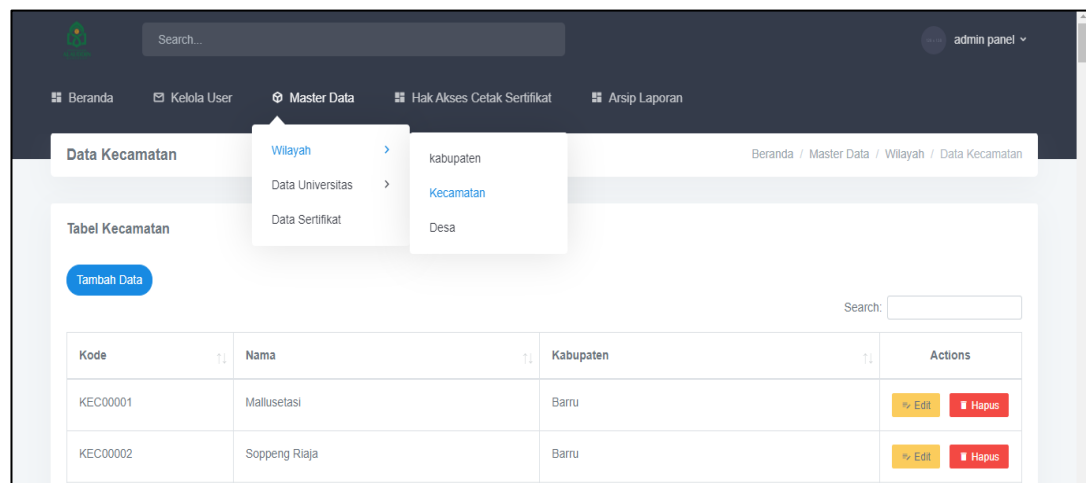 Search...
admin panel
Beranda Kelola User Master Data Hak Akses Cetak Sertifikat Arsip Laporan
Data Kecamatan
Beranda / Master Data / Wilayah / Data Kecamatan
Wilayah
Data Universitas
Data Sertifikat
kabupaten
Kecamatan
Desa
Tabel Kecamatan
Tambah Data
Search:
Kode Nama Kabupaten Actions
KEC00001 Mallusetasi Barru Edit Hapus
KEC00002 Soppeng Riaja Barru Edit Hapus